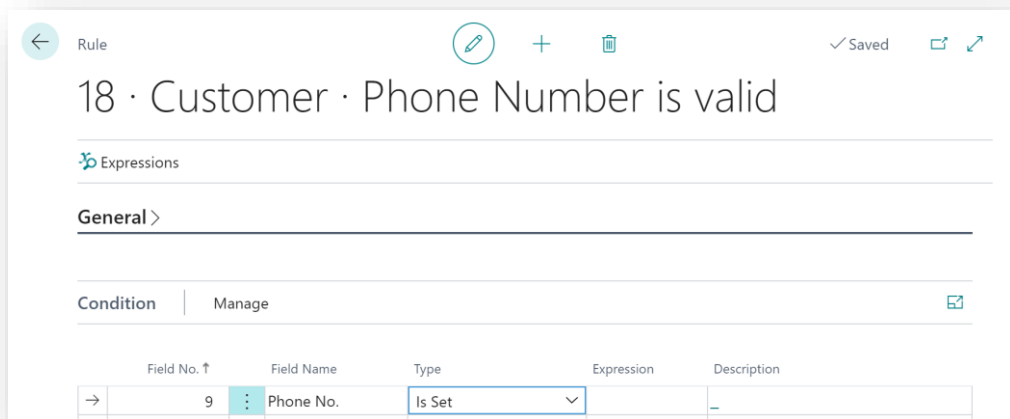 Rule
Saved
18 · Customer · Phone Number is valid
Expressions
General
Condition Manage
Field No. ↑ Field Name Type Expression Description
9 Phone No. Is Set _